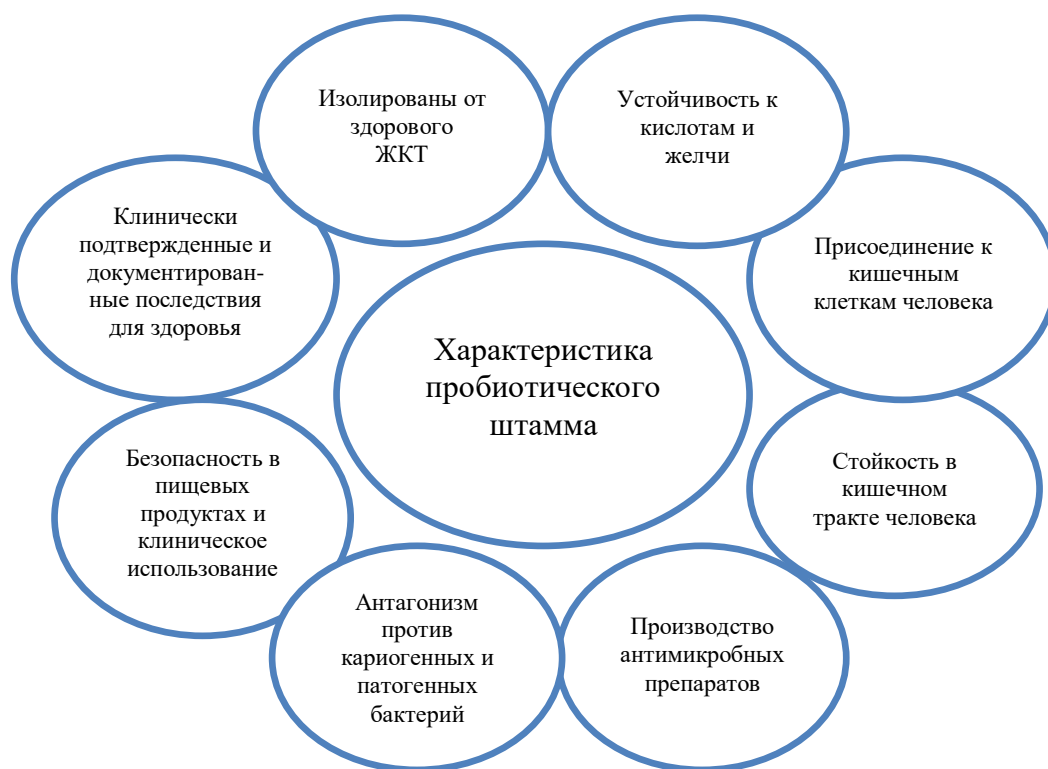 Изолированы от
здорового
ЖКТ
Устойчивость к
кислотам и
желчи
Клинически
подтвержденные и
документирован-
ные последствия
для здоровья
Присоединение к
кишечным
клеткам человека
Характеристика
пробиотического
штамма
Безопасность в
пищевых
продуктах и
клиническое
использование
Стойкость в
кишечном
тракте человека
Антагонизм
против
кариогенных и
патогенных
бактерий
Производство
антимикробных
препаратов